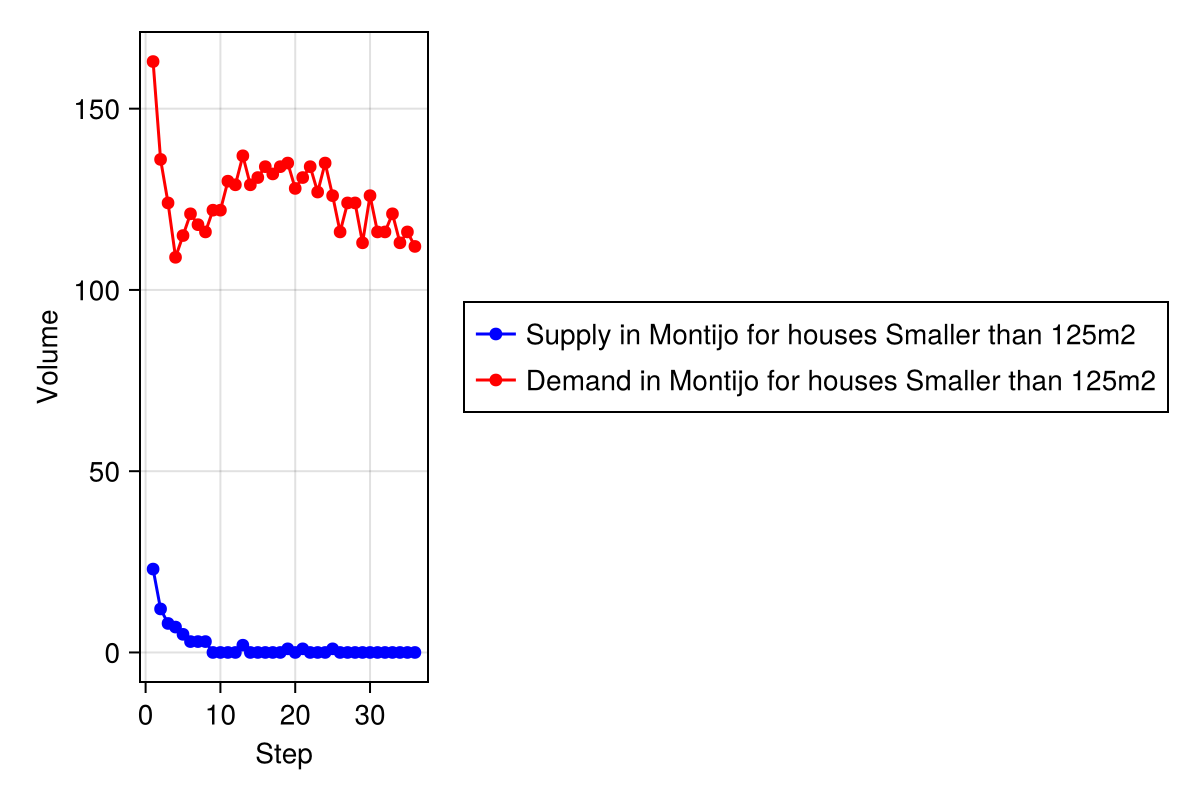 150
100
50
0
Volume
0 10 20 30
Step
Supply in Montijo for houses Smaller than 125m2
Demand in Montijo for houses Smaller than 125m2